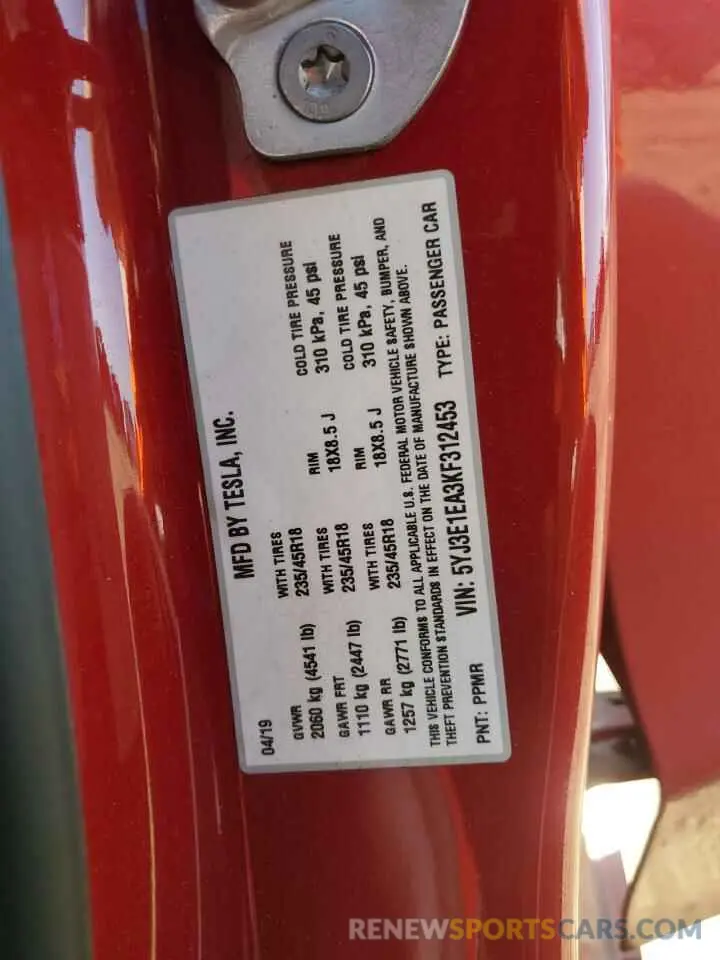 MFD BY TESLA, INC.
04/19
GVWR WITH TIRES RIM COLD TIRE PRESSURE
2060 kg (4541 lb) 235/45R18 18X8.5 J 310 kPa, 45 psi
GAWR FRT WITH TIRES RIM COLD TIRE PRESSURE
1110 kg (2447 lb) 235/45R18 18X8.5 J 310 kPa, 45 psi
GAWR RR WITH TIRES
1257 kg (2771 lb) 235/45R18
THIS VEHICLE CONFORMS TO ALL APPLICABLE U.S. FEDERAL MOTOR VEHICLE SAFETY, BUMPER, AND
THEFT PREVENTION STANDARDS IN EFFECT ON THE DATE OF MANUFACTURE SHOWN ABOVE.
PNT: PPMR VIN: 5YJ3E1EA3KF312453 TYPE: PASSENGER CAR
RENEWSPORTSCARS.COM